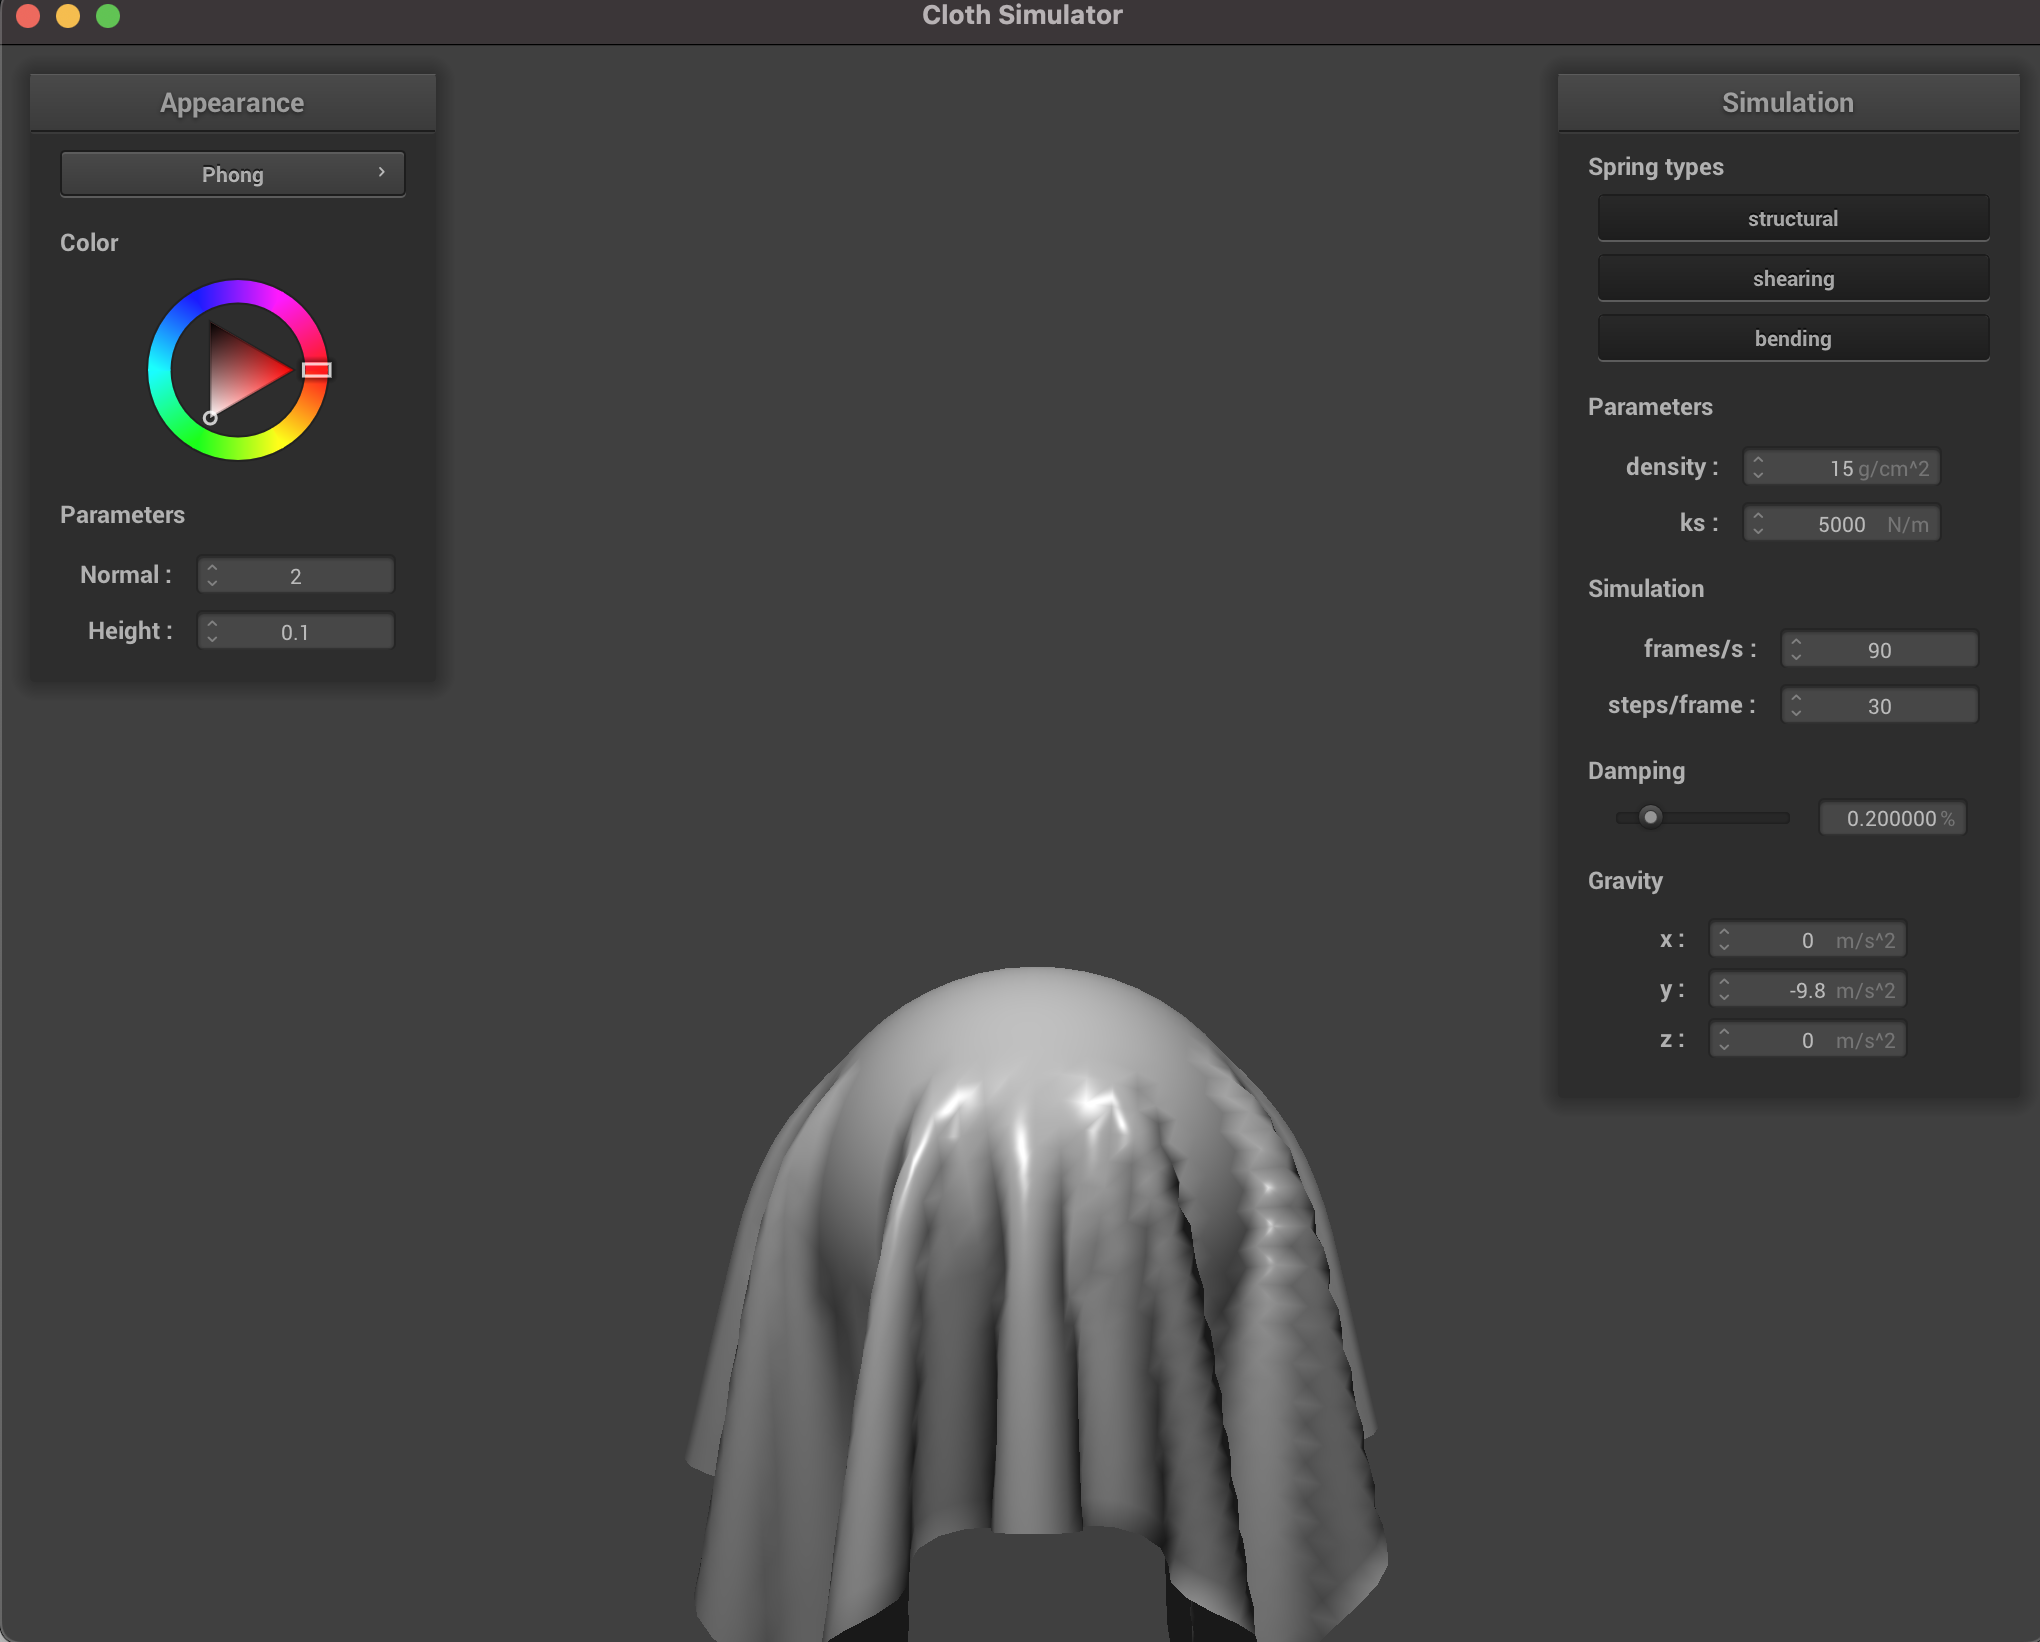 Cloth Simulator
Appearance
Phong
Color
Parameters
Normal : 2
Height : 0.1
Simulation
Spring types
structural
shearing
bending
Parameters
density : 15 g/cm^2
ks : 5000 N/m
Simulation
frames/s : 90
steps/frame : 30
Damping
0.200000 %
Gravity
x : 0 m/s^2
y : -9.8 m/s^2
z : 0 m/s^2